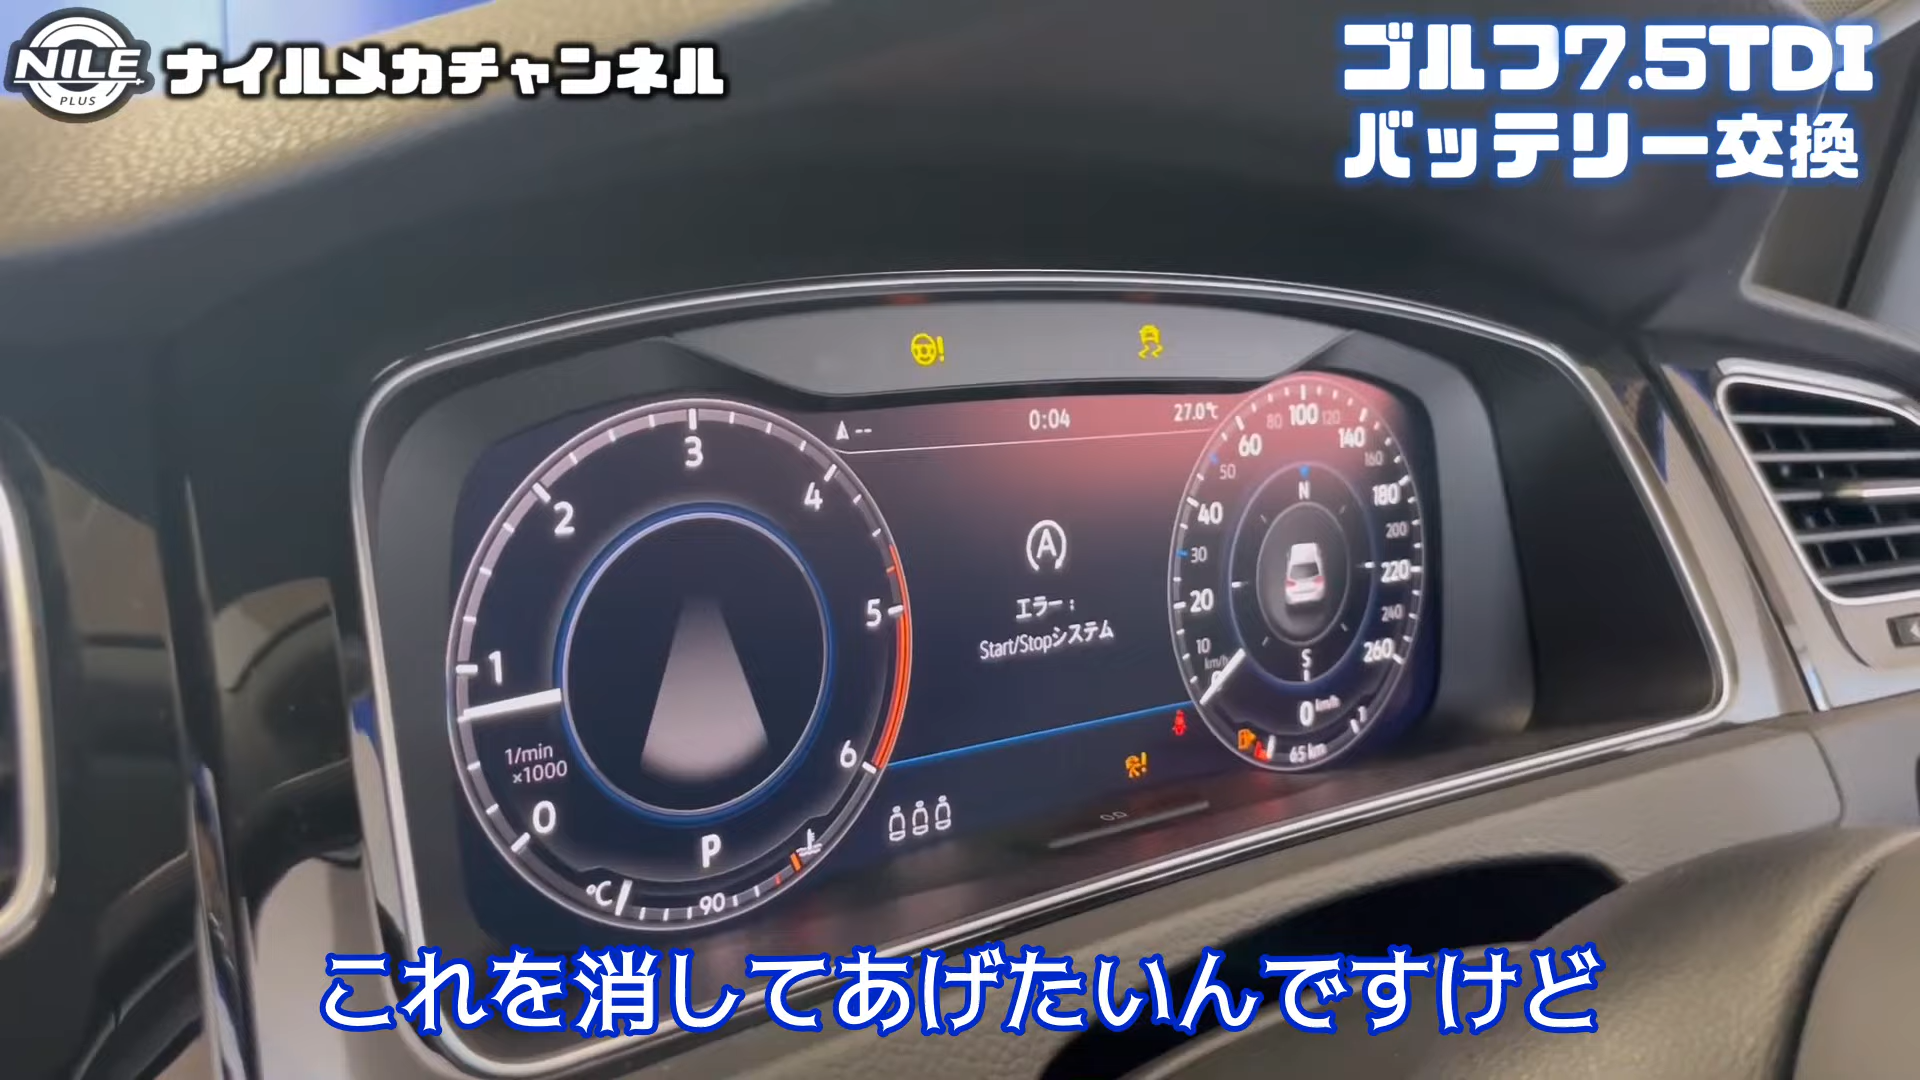 NILE
PLUS
ナイルメカチャンネル
ゴルフ7.5TDI
バッテリー交換
-- 0:04 27.0℃
エラー：
Start/Stopシステム
0 1 2 3 4 5 6
1/min
×1000
P
℃ 90
0 10 20 30 40 50 60 80 100 120 140 160 180 200 220 240 260
km/h
N
S
0 km/h
65 km
1
これを消してあげたいんですけど